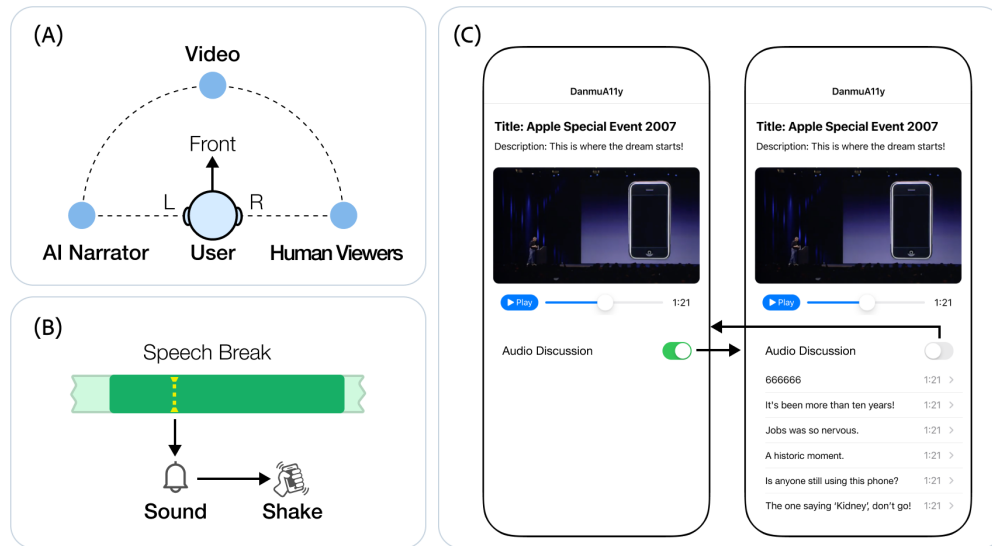 (A)
Video
Front
L
R
AI Narrator
User
Human Viewers
(B)
Speech Break
Sound
Shake
(C)
DanmuA11y
Title: Apple Special Event 2007
Description: This is where the dream starts!
Play
1:21
Audio Discussion
DanmuA11y
Title: Apple Special Event 2007
Description: This is where the dream starts!
Play
1:21
Audio Discussion
666666 1:21
It's been more than ten years! 1:21
Jobs was so nervous. 1:21
A historic moment. 1:21
Is anyone still using this phone? 1:21
The one saying ‘Kidney’, don’t go! 1:21